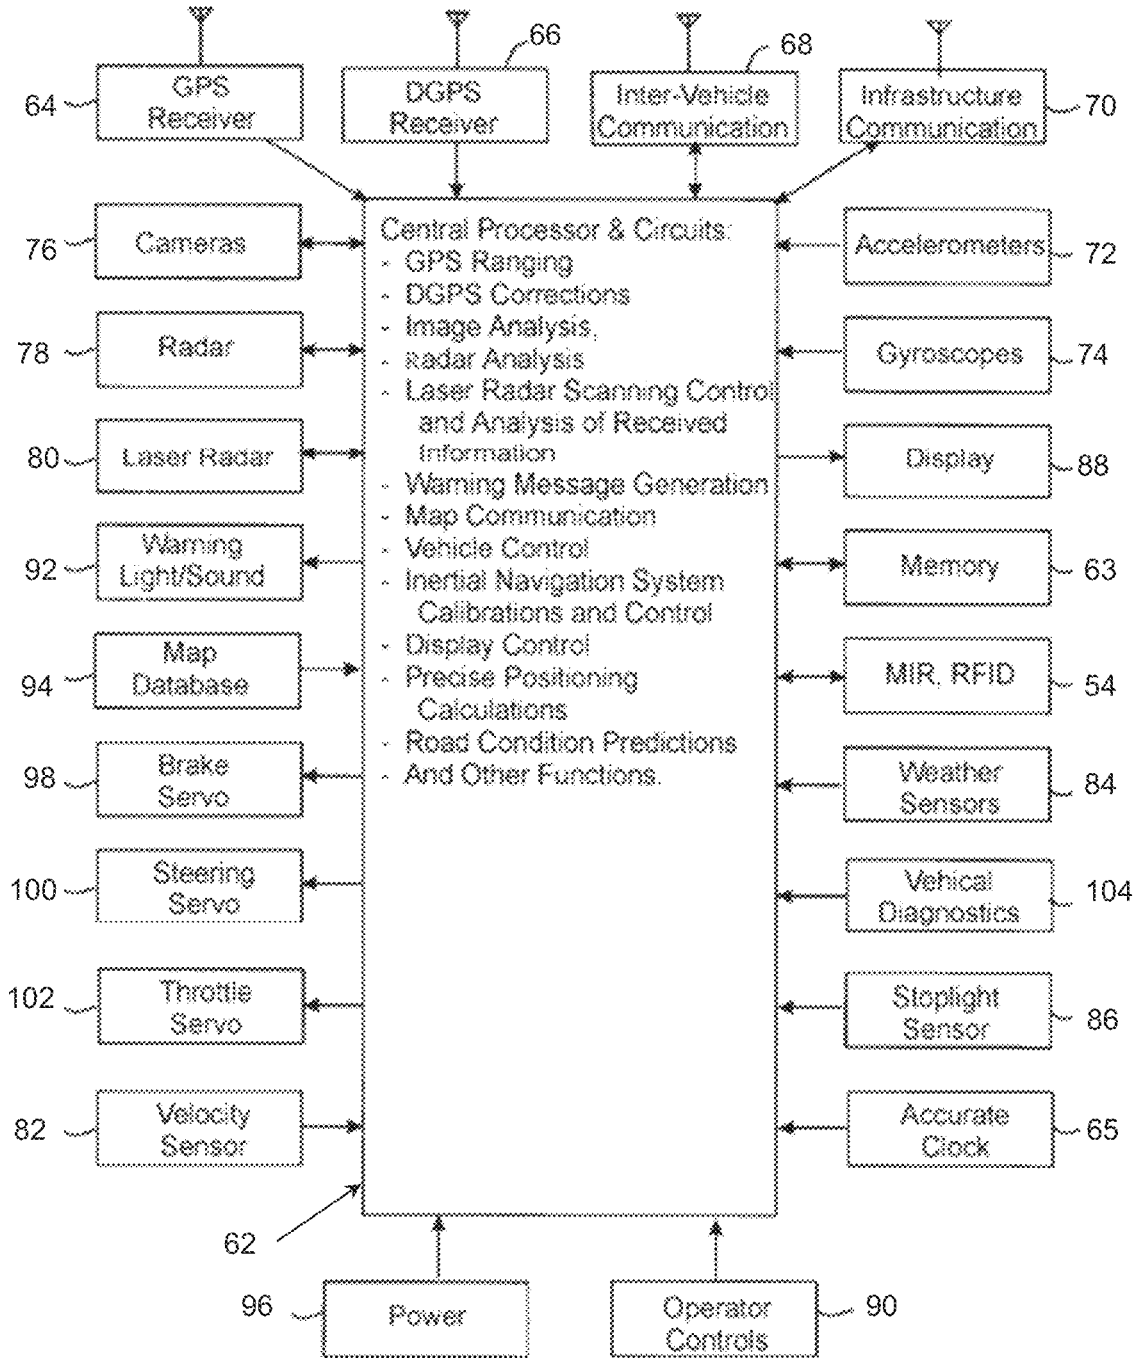 66
68
64
GPS
Receiver
DGPS
Receiver
Inter-Vehicle
Communication
Infrastructure
Communication
70
76
Cameras
78
Radar
80
Laser Radar
92
Warning
Light/Sound
94
Map
Database
98
Brake
Servo
100
Steering
Servo
102
Throttle
Servo
82
Velocity
Sensor
Central Processor & Circuits:
- GPS Ranging
- DGPS Corrections
- Image Analysis,
- Radar Analysis
- Laser Radar Scanning Control
and Analysis of Received
Information
- Warning Message Generation
- Map Communication
- Vehicle Control
- Inertial Navigation System
Calibrations and Control
- Display Control
- Precise Positioning
Calculations
- Road Condition Predictions
- And Other Functions.
Accelerometers
72
Gyroscopes
74
Display
88
Memory
63
MIR, RFID
54
Weather
Sensors
84
Vehical
Diagnostics
104
Stoplight
Sensor
86
Accurate
Clock
65
62
96
Power
Operator
Controls
90